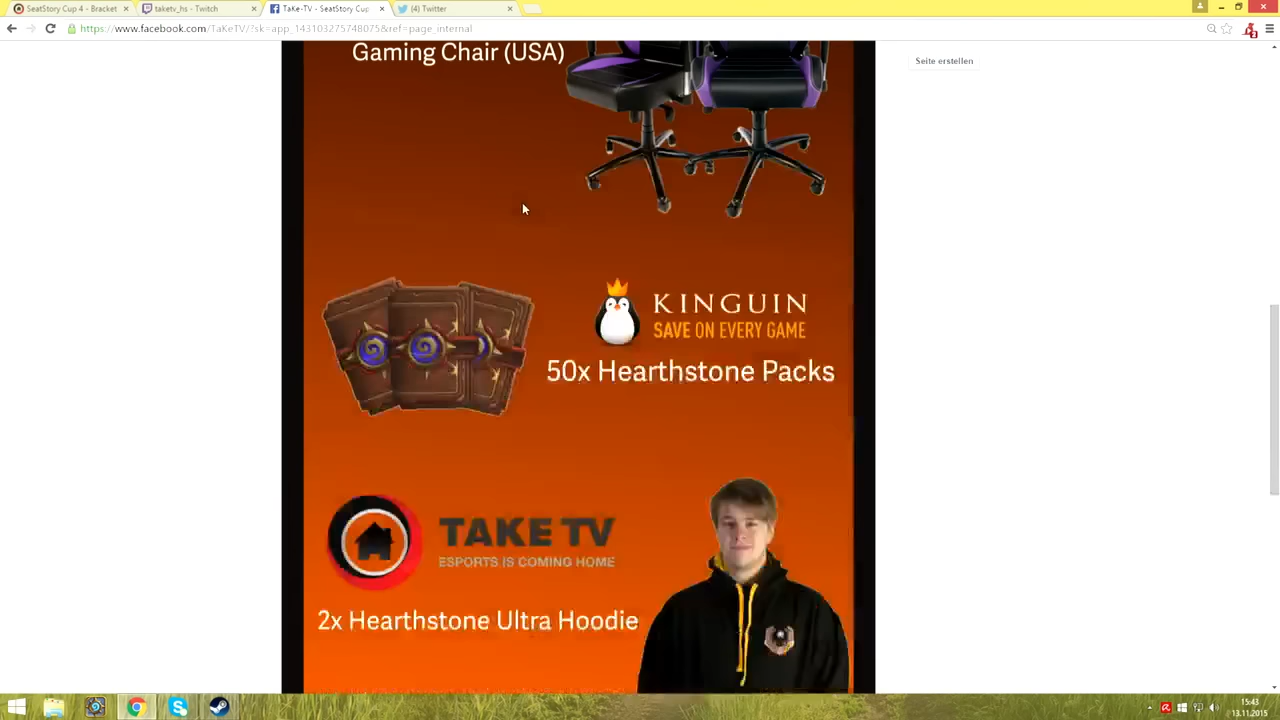 SeatStory Cup 4 - Bracket
taketv_hs - Twitch
TaKe-TV - SeatStory Cup
(4) Twitter
https://www.facebook.com/TaKeTV/?sk=app_143103275748075&ref=page_internal
Gaming Chair (USA)
Seite erstellen
KINGUIN
SAVE ON EVERY GAME
50x Hearthstone Packs
TAKE TV
ESPORTS IS COMING HOME
2x Hearthstone Ultra Hoodie
15:43
13.11.2015